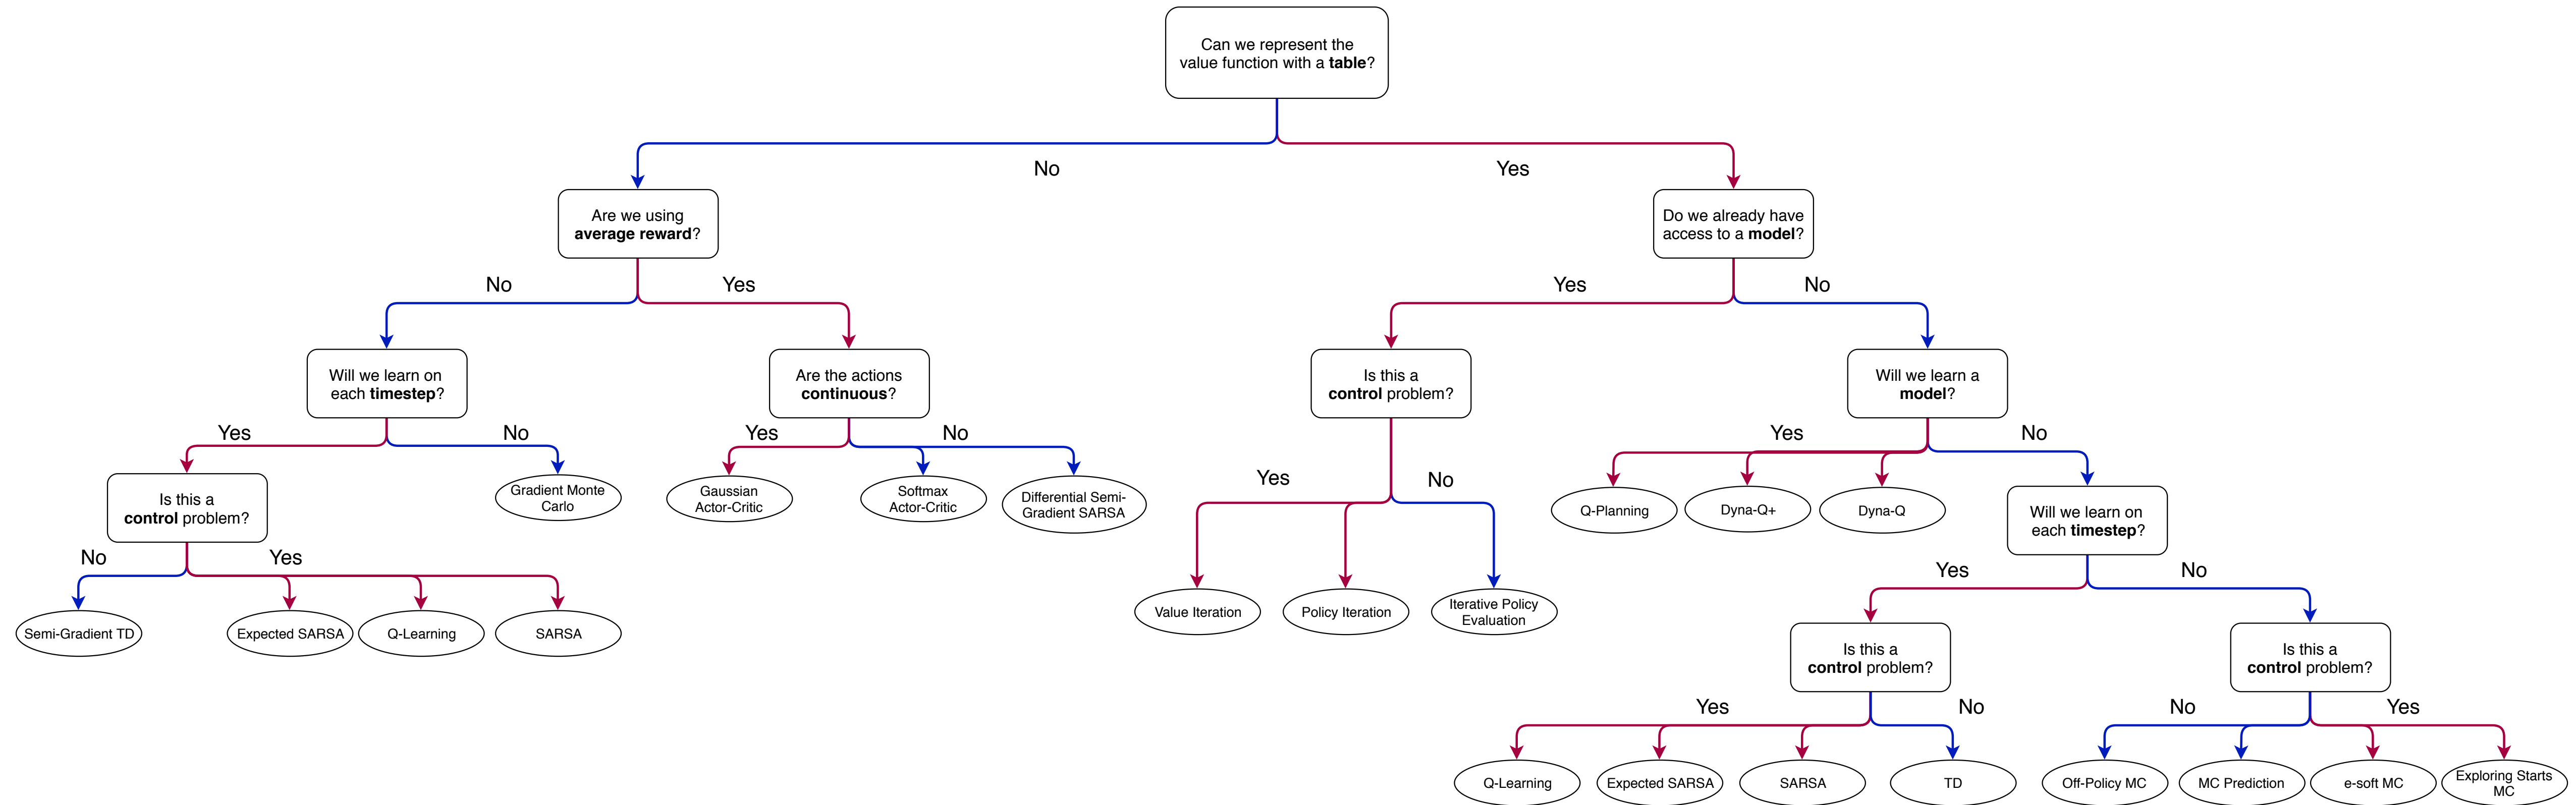 Can we represent the
value function with a table?
No
Yes
Are we using
average reward?
Do we already have
access to a model?
No
Yes
Yes
No
Will we learn on
each timestep?
Are the actions
continuous?
Is this a
control problem?
Will we learn a
model?
Yes
No
Yes
No
Yes
No
Yes
No
Is this a
control problem?
Gradient Monte
Carlo
Gaussian
Actor-Critic
Softmax
Actor-Critic
Differential Semi-
Gradient SARSA
Q-Planning
Dyna-Q+
Dyna-Q
Will we learn on
each timestep?
No
Yes
Yes
No
Semi-Gradient TD
Expected SARSA
Q-Learning
SARSA
Value Iteration
Policy Iteration
Iterative Policy
Evaluation
Is this a
control problem?
Is this a
control problem?
Yes
No
No
Yes
Q-Learning
Expected SARSA
SARSA
TD
Off-Policy MC
MC Prediction
e-soft MC
Exploring Starts
MC